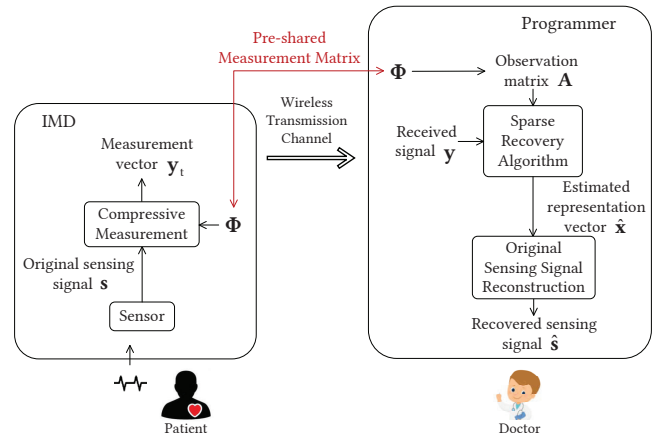 Programmer
Pre-shared
Measurement Matrix
Φ
Observation
matrix A
IMD
Wireless
Transmission
Channel
Measurement
vector y_t
Received
signal y
Sparse
Recovery
Algorithm
Compressive
Measurement
Φ
Estimated
representation
vector x̂
Original sensing
signal s
Original
Sensing Signal
Reconstruction
Sensor
Recovered sensing
signal ŝ
Patient
Doctor